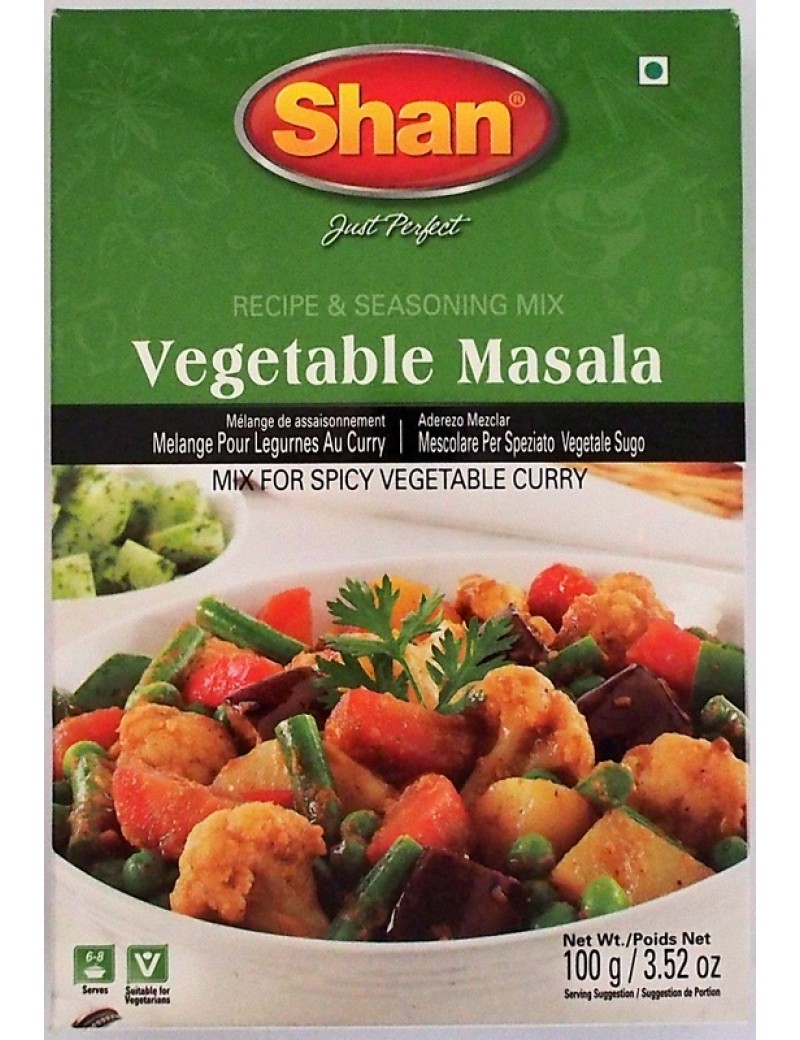 Shan®
Just Perfect
RECIPE & SEASONING MIX
Vegetable Masala
Mélange de assaisonnement
Melange Pour Legurnes Au Curry
Aderezo Mezclar
Mescolare Per Speziato Vegetale Sugo
MIX FOR SPICY VEGETABLE CURRY
6-8
Serves
V
Suitable for
Vegetarians
Net Wt./Poids Net
100 g / 3.52 oz
Serving Suggestion / Suggestion de Portion